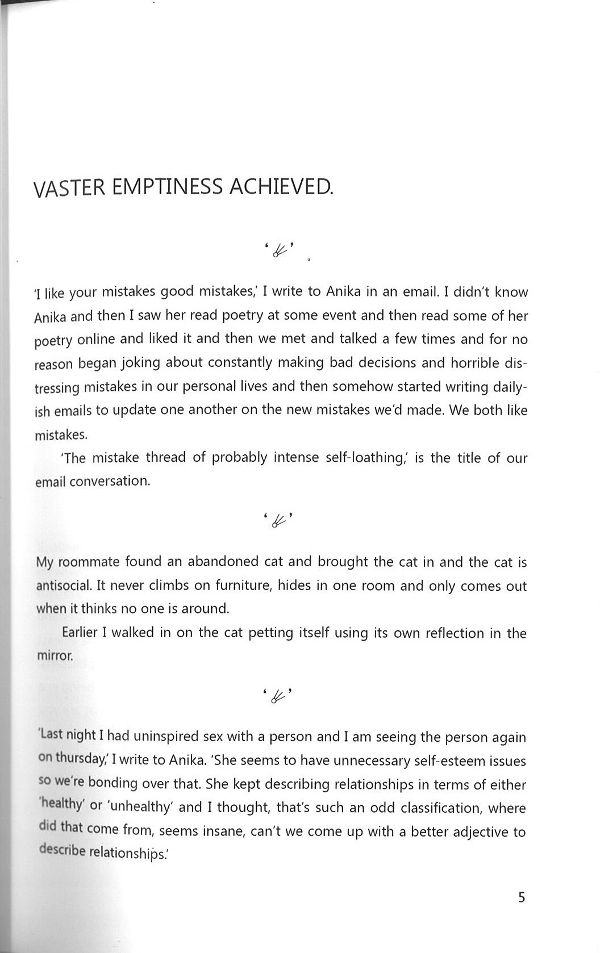 VASTER EMPTINESS ACHIEVED.
‘ ’
‘I like your mistakes good mistakes,’ I write to Anika in an email. I didn’t know
Anika and then I saw her read poetry at some event and then read some of her
poetry online and liked it and then we met and talked a few times and for no
reason began joking about constantly making bad decisions and horrible dis-
tressing mistakes in our personal lives and then somehow started writing daily-
ish emails to update one another on the new mistakes we’d made. We both like
mistakes.
‘The mistake thread of probably intense self-loathing,’ is the title of our
email conversation.
‘ ’
My roommate found an abandoned cat and brought the cat in and the cat is
antisocial. It never climbs on furniture, hides in one room and only comes out
when it thinks no one is around.
Earlier I walked in on the cat petting itself using its own reflection in the
mirror.
‘ ’
‘Last night I had uninspired sex with a person and I am seeing the person again
on thursday,’ I write to Anika. ‘She seems to have unnecessary self-esteem issues
so we’re bonding over that. She kept describing relationships in terms of either
‘healthy’ or ‘unhealthy’ and I thought, that’s such an odd classification, where
did that come from, seems insane, can’t we come up with a better adjective to
describe relationships.’
5